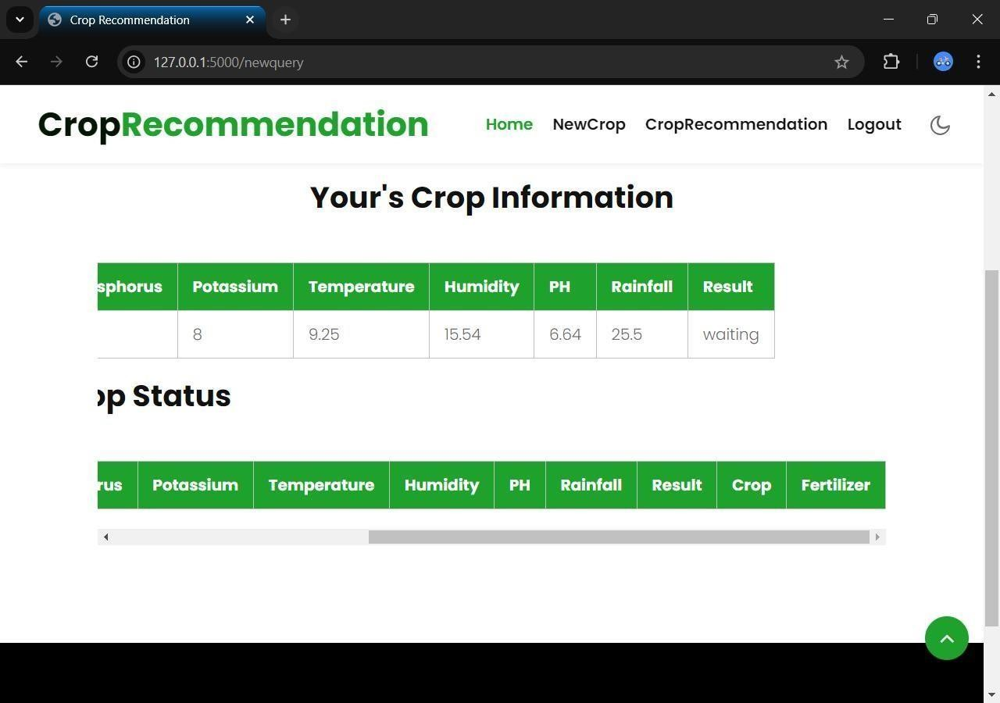 Crop Recommendation
127.0.0.1:5000/newquery
CropRecommendation Home NewCrop CropRecommendation Logout
Your's Crop Information
sphorus Potassium Temperature Humidity PH Rainfall Result
8 9.25 15.54 6.64 25.5 waiting
op Status
rus Potassium Temperature Humidity PH Rainfall Result Crop Fertilizer